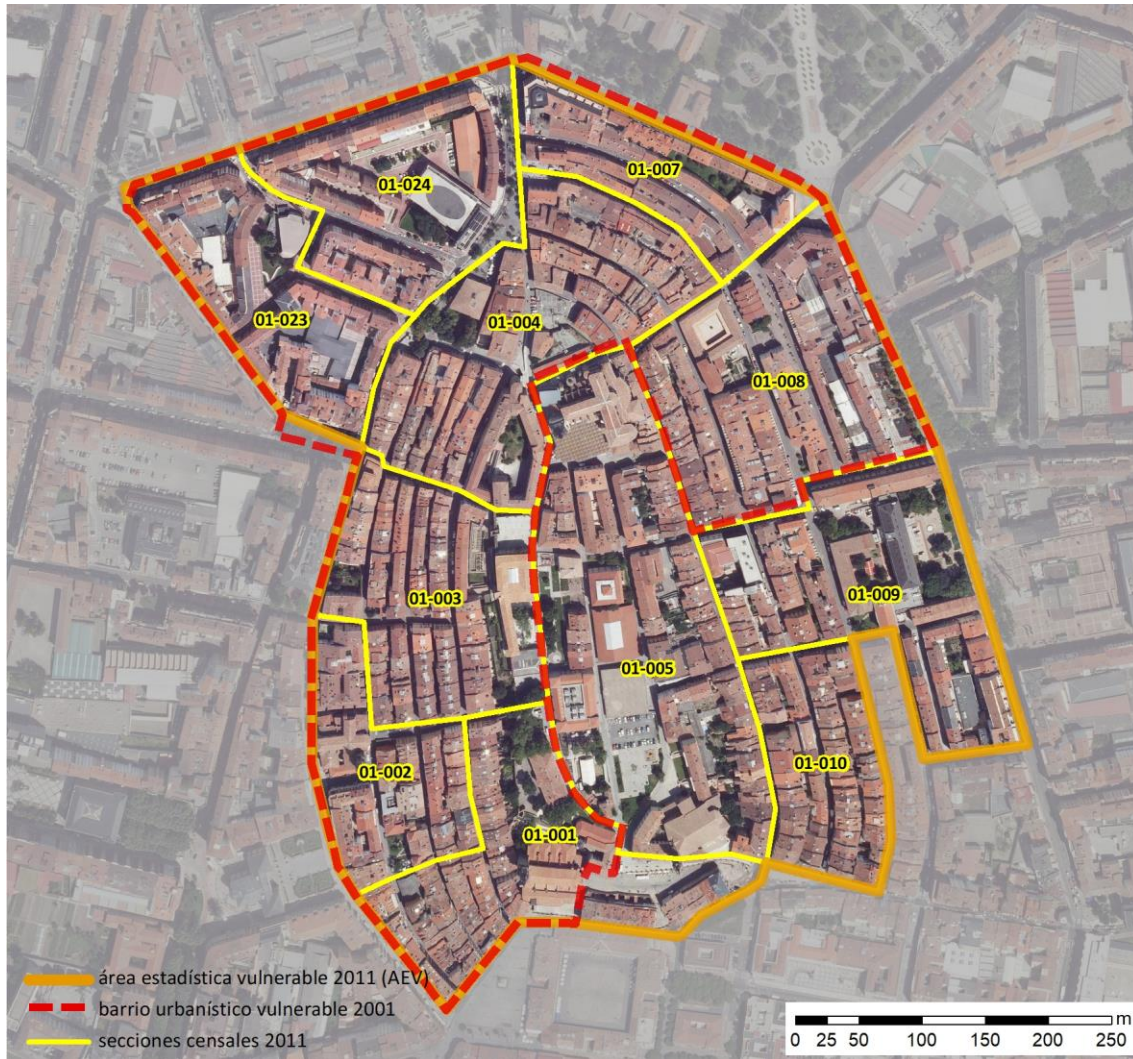 01-007
01-024
01-023
01-004
01-008
01-003
01-009
01-005
01-002
01-010
01-001
área estadística vulnerable 2011 (AEV)
barrio urbanístico vulnerable 2001
secciones censales 2011
m
0 25 50 100 150 200 250